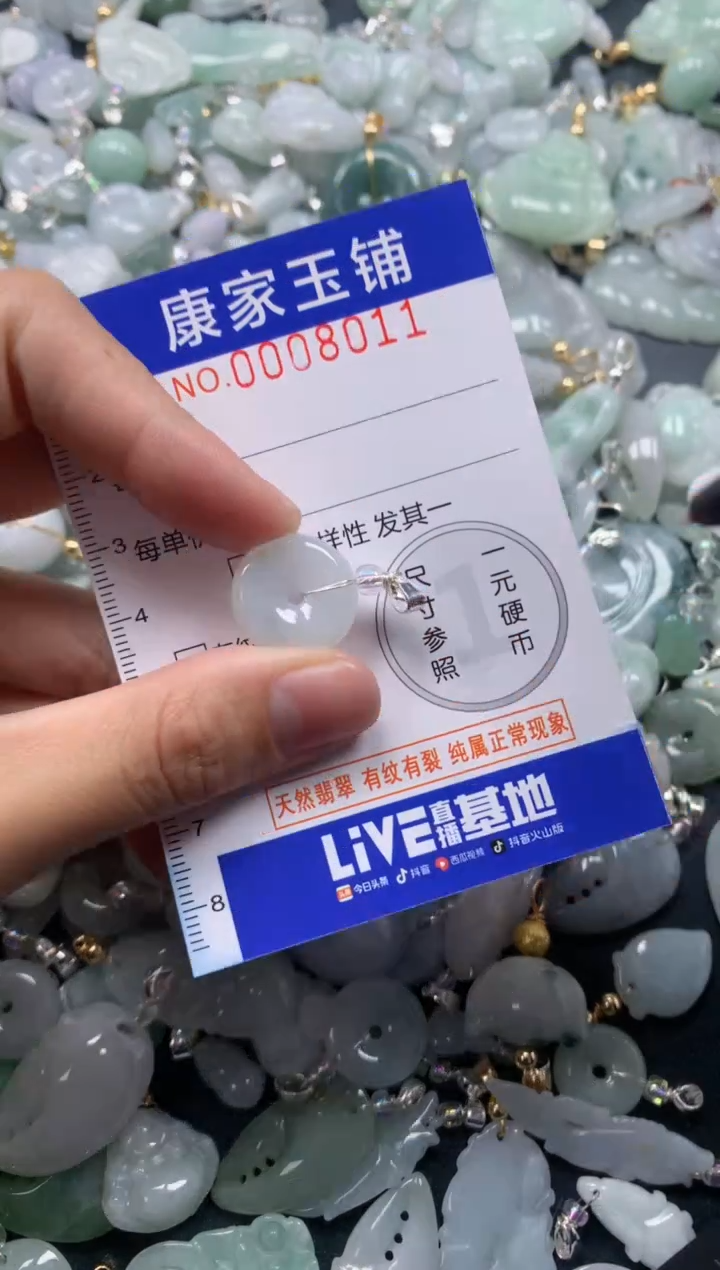 康家玉铺
NO.0008011
2
3
每单 样性 发其一
4
一元硬币
尺寸参照
天然翡翠 有纹有裂 纯属正常现象
7
LiVE直播基地
8
今日头条 抖音 西瓜视频 抖音火山版